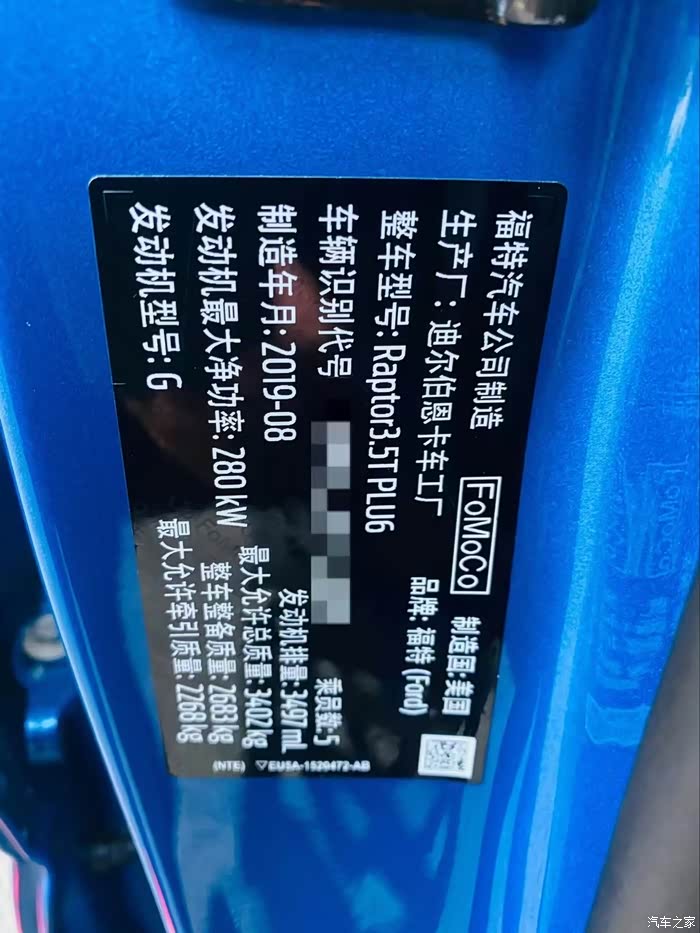 福特汽车公司制造 FoMoCo 制造国:美国
生产厂: 迪尔伯恩卡车工厂 品牌: 福特 (Ford)
整车型号: Raptor3.5T PLU6
车辆识别代号 乘员数:5
制造年月: 2019-08 发动机排量:3497mL
最大允许总质量: 3402kg
发动机最大净功率: 280 kW 整车整备质量: 2683kg
发动机型号: G 最大允许牵引质量: 2268kg
(NTE) ▽EU5A-1520472-AB
FoMoCo
汽车之家